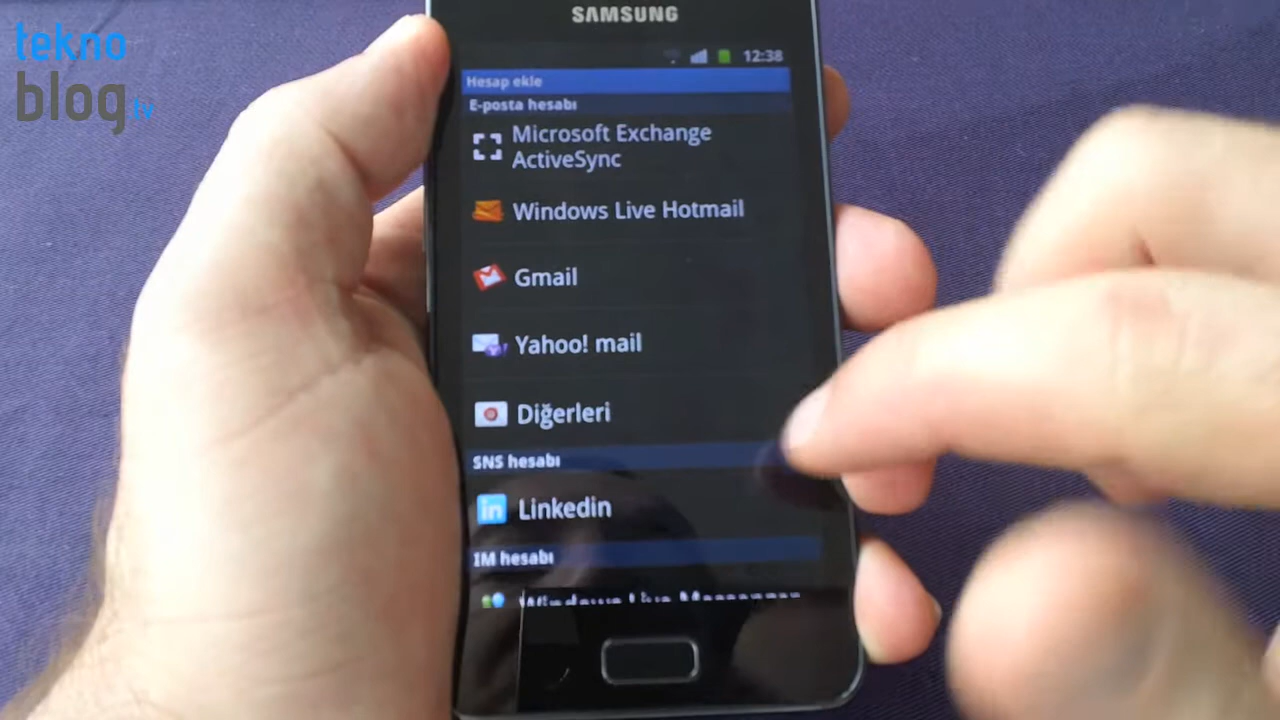 tekno
blog.tv
SAMSUNG
12:38
Hesap ekle
E-posta hesabı
Microsoft Exchange
ActiveSync
Windows Live Hotmail
Gmail
Yahoo! mail
Diğerleri
SNS hesabı
in Linkedin
IM hesabı